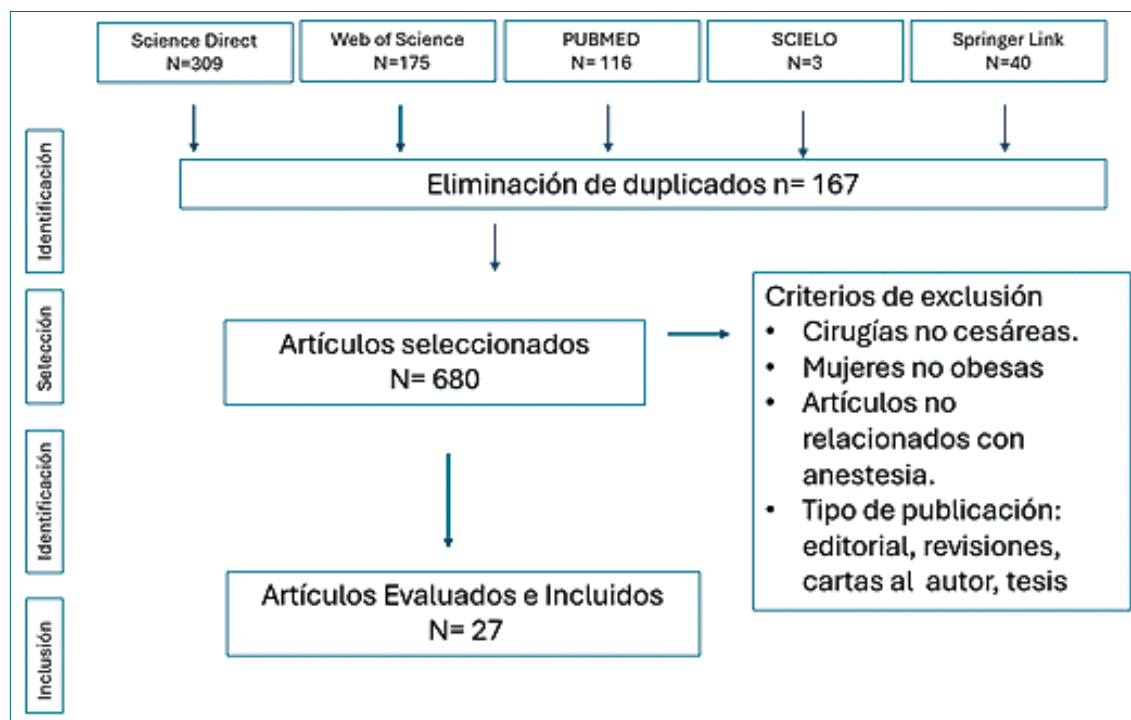 Science Direct
N=309
Web of Science
N=175
PUBMED
N= 116
SCIELO
N=3
Springer Link
N=40
Identificación
Eliminación de duplicados n= 167
Selección
Artículos seleccionados
N= 680
Criterios de exclusión
• Cirugías no cesáreas.
• Mujeres no obesas
• Artículos no
relacionados con
anestesia.
• Tipo de publicación:
editorial, revisiones,
cartas al autor, tesis
Identificación
Artículos Evaluados e Incluidos
N= 27
Inclusión